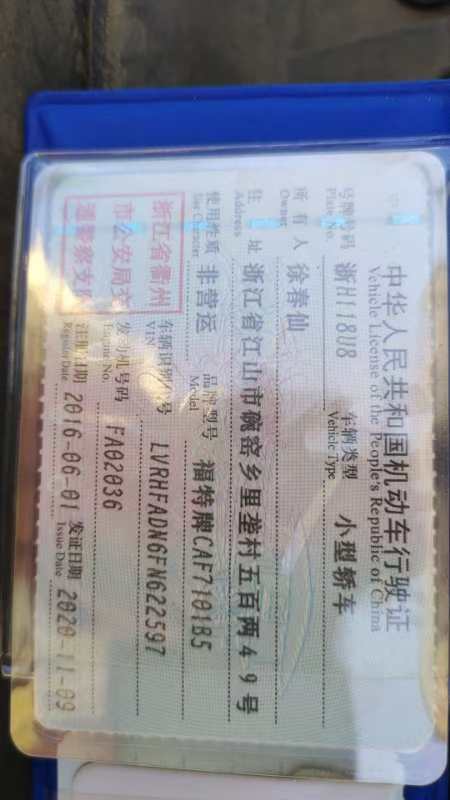 中华人民共和国机动车行驶证
Vehicle License of the People's Republic of China
号牌号码 浙H118U8 车辆类型 小型轿车
Plate No. Vehicle Type
所有人 徐春仙
Owner
住址 浙江省江山市碗窑乡里垄村五百两49号
Address
使用性质 非营运 品牌型号 福特牌CAF7101B5
Use Character Model
浙江省衢州
市公安局交
通警察支队
车辆识别代号 LVRHFADN6FN622597
VIN
发动机号码 FA02036
Engine No.
注册日期 2016-06-01 发证日期 2020-11-09
Register Date Issue Date